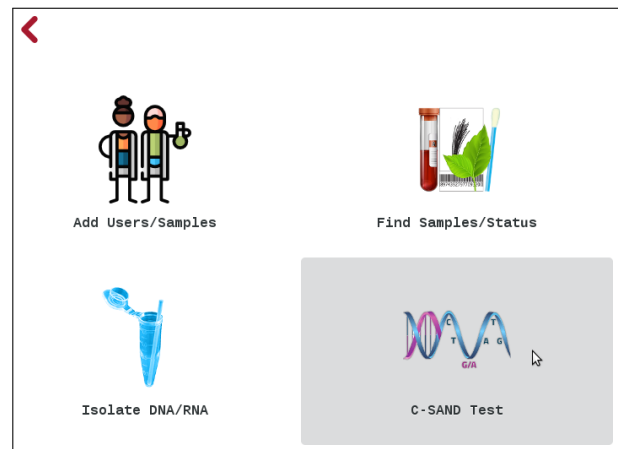 Add Users/Samples
Find Samples/Status
Isolate DNA/RNA
C T
T A G
G/A
C-SAND Test